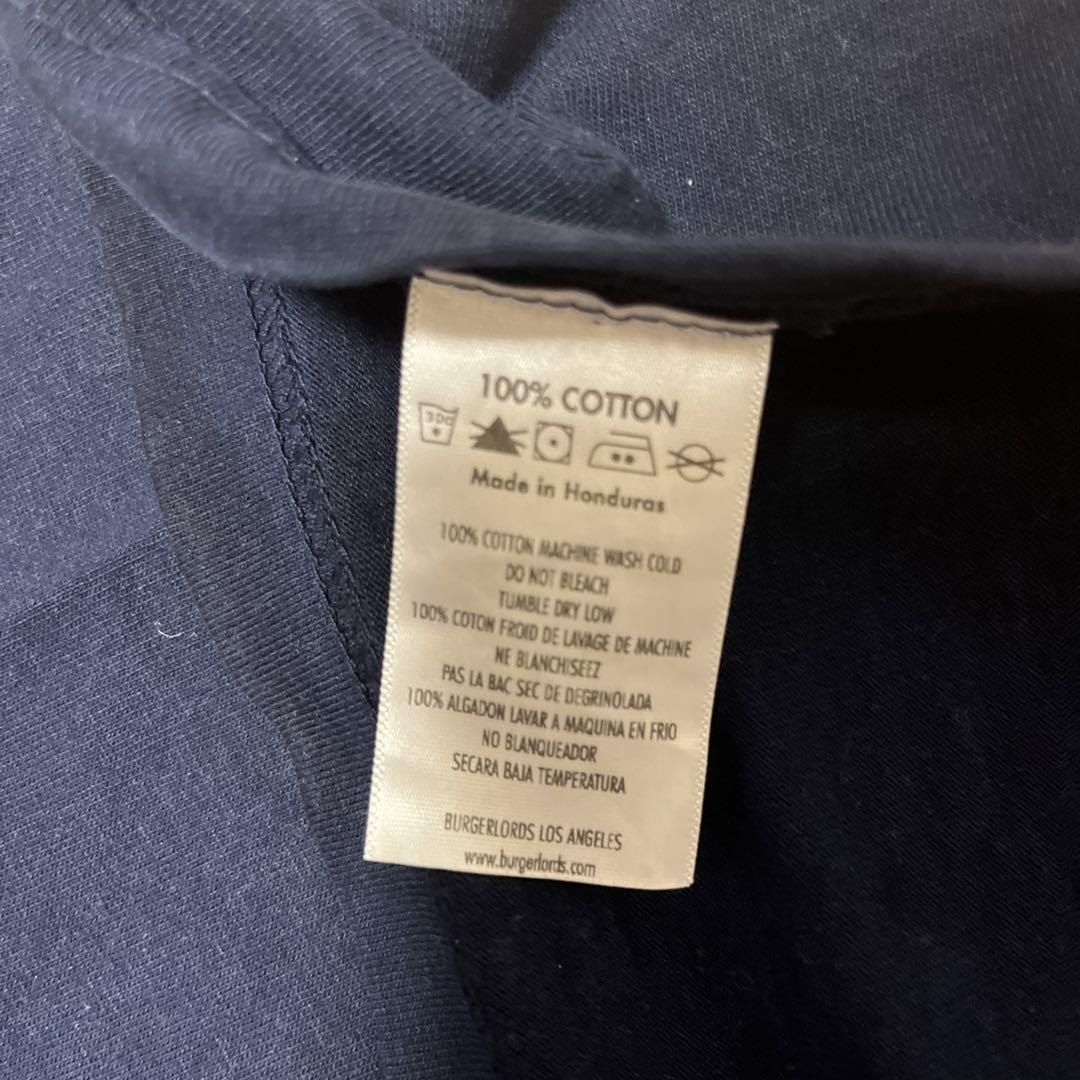 100% COTTON
Made in Honduras
100% COTTON MACHINE WASH COLD
DO NOT BLEACH
TUMBLE DRY LOW
100% COTON FROID DE LAVAGE DE MACHINE
NE BLANCHISEEZ
PAS LA BAC SEC DE DEGRINOLADA
100% ALGADON LAVAR A MAQUINA EN FRIO
NO BLANQUEADOR
SECARA BAJA TEMPERATURA
BURGERLORDS LOS ANGELES
www.burgerlords.com